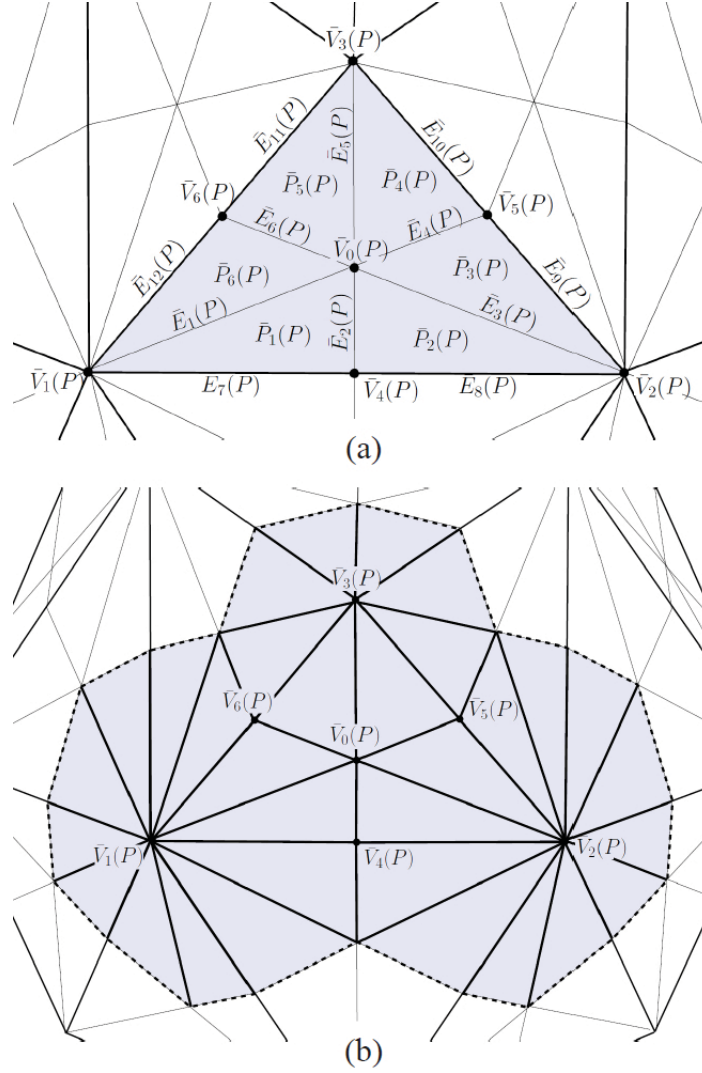 V̄₃(P)
Ē₁₁(P)
Ē₅(P)
Ē₁₀(P)
P̄₅(P)
P̄₄(P)
V̄₆(P)
V̄₅(P)
Ē₆(P)
Ē₄(P)
V̄₀(P)
Ē₁₂(P)
P̄₆(P)
P̄₃(P)
Ē₉(P)
Ē₁(P)
Ē₂(P)
Ē₃(P)
P̄₁(P)
P̄₂(P)
V̄₁(P)
E₇(P)
V̄₄(P)
E₈(P)
V̄₂(P)
(a)
V̄₃(P)
V̄₆(P)
V̄₅(P)
V̄₀(P)
V̄₁(P)
V̄₄(P)
V̄₂(P)
(b)